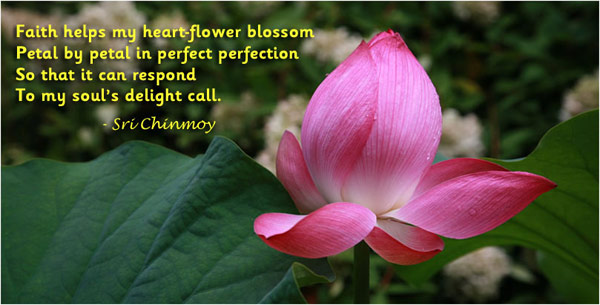 Faith helps my heart-flower blossom
Petal by petal in perfect perfection
So that it can respond
To my soul's delight call.
- Sri Chinmoy